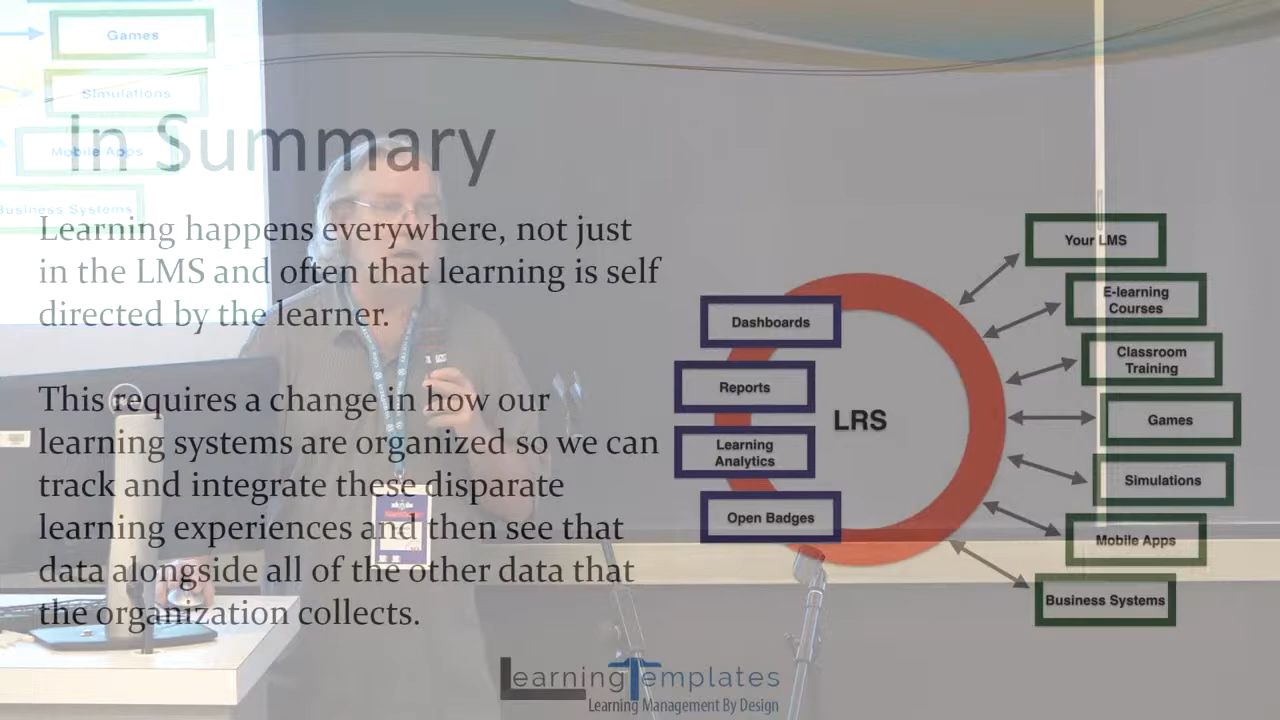 Games
Simulations
Mobile Apps
Business Systems
In Summary
Learning happens everywhere, not just
in the LMS and often that learning is self
directed by the learner.
This requires a change in how our
learning systems are organized so we can
track and integrate these disparate
learning experiences and then see that
data alongside all of the other data that
the organization collects.
Dashboards
Reports
Learning
Analytics
Open Badges
LRS
Your LMS
E-learning
Courses
Classroom
Training
Games
Simulations
Mobile Apps
Business Systems
LearningTemplates
Learning Management By Design